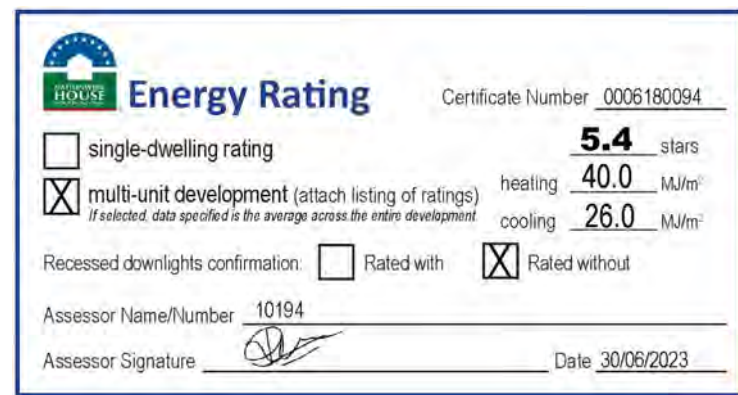 HOUSE
Energy Rating
Certificate Number 0006180094
single-dwelling rating
5.4 stars
X multi-unit development (attach listing of ratings)
If selected, data specified is the average across the entire development.
heating 40.0 MJ/m²
cooling 26.0 MJ/m²
Recessed downlights confirmation: Rated with X Rated without
Assessor Name/Number 10194
Assessor Signature Date 30/06/2023